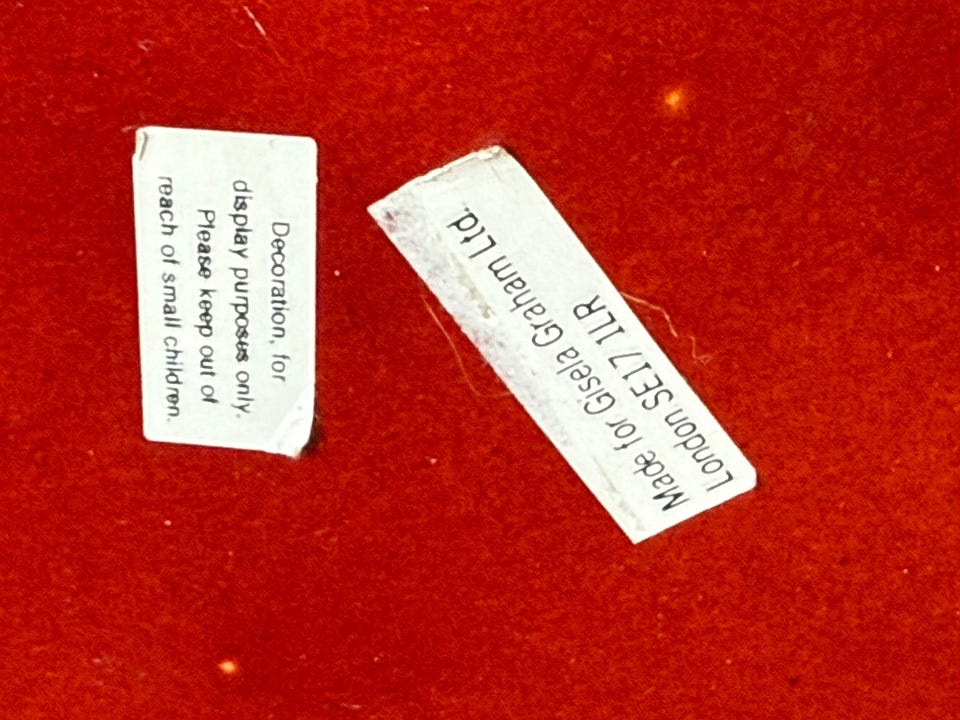 Decoration, for
display purposes only.
Please keep out of
reach of small children.
Made for Gisela Graham Ltd.
London SE17 1LR